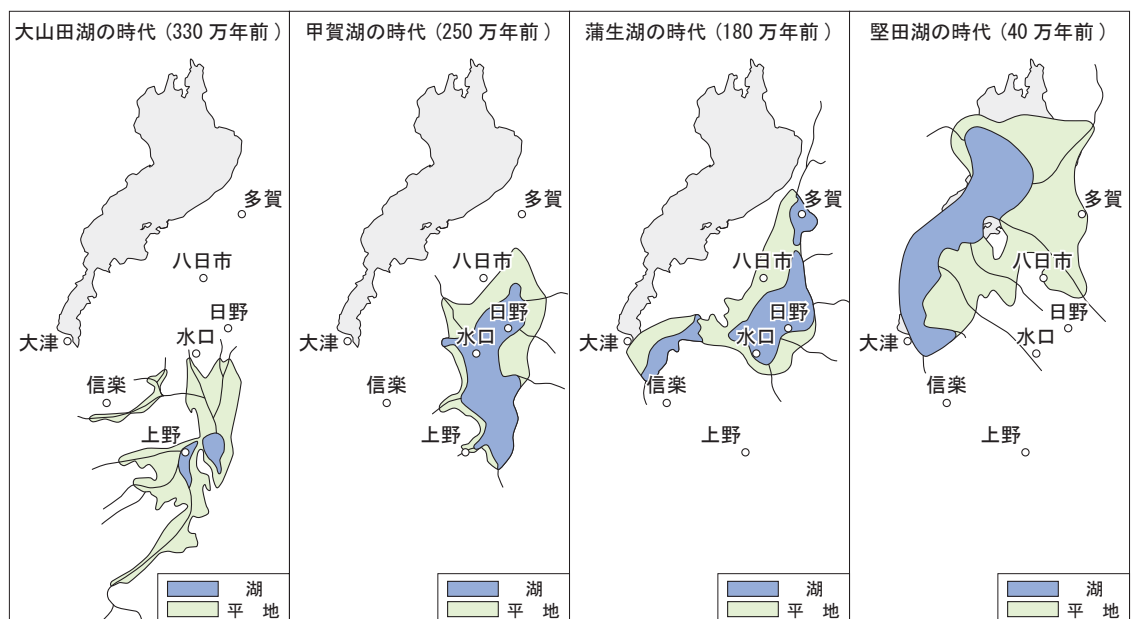 大山田湖の時代 (330 万年前 )
多賀
八日市
日野
水口
大津
信楽
上野
湖
平 地
甲賀湖の時代 (250 万年前 )
多賀
八日市
日野
水口
大津
信楽
上野
湖
平 地
蒲生湖の時代 (180 万年前 )
多賀
八日市
日野
水口
大津
信楽
上野
湖
平 地
堅田湖の時代 (40 万年前 )
多賀
八日市
日野
水口
大津
信楽
上野
湖
平 地